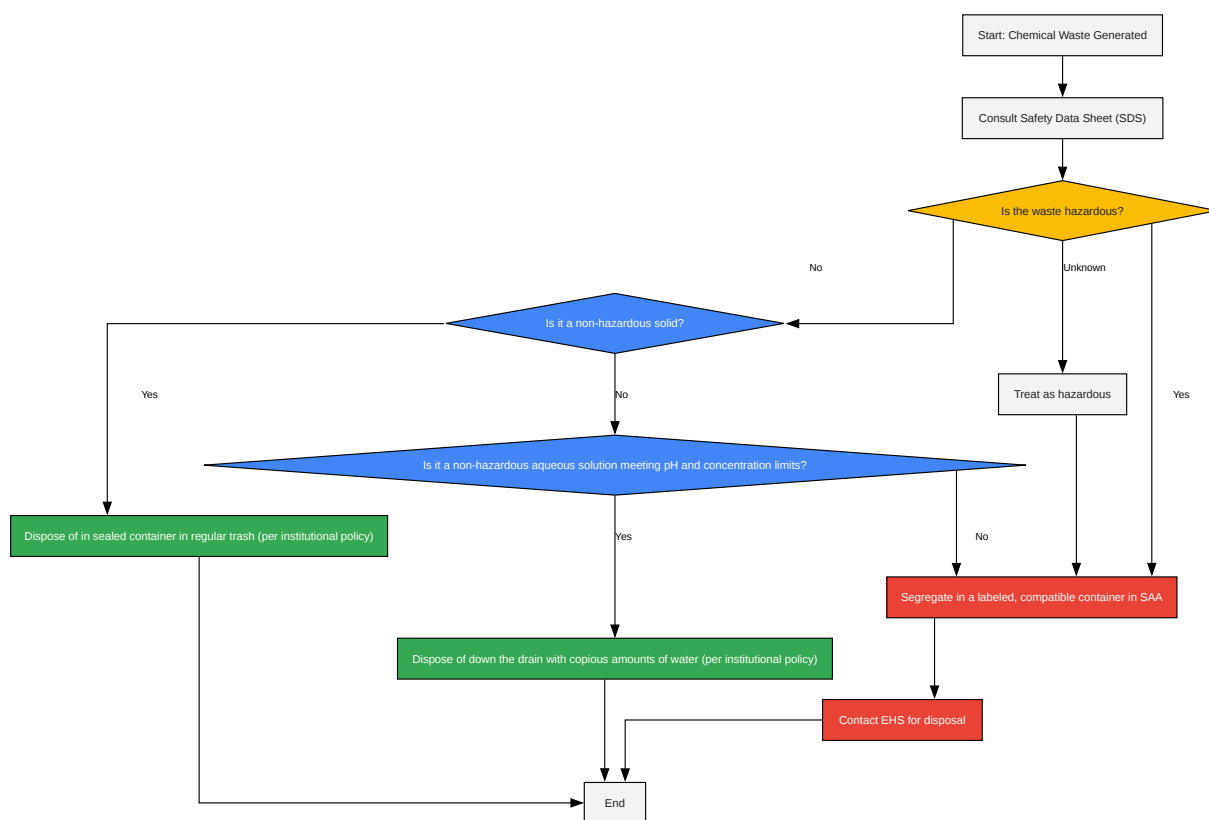 Start: Chemical Waste Generated
Consult Safety Data Sheet (SDS)
Is the waste hazardous?
No
Unknown
Is it a non-hazardous solid?
Yes
No
Treat as hazardous
Yes
Is it a non-hazardous aqueous solution meeting pH and concentration limits?
Dispose of in sealed container in regular trash (per institutional policy)
Yes
No
Segregate in a labeled, compatible container in SAA
Dispose of down the drain with copious amounts of water (per institutional policy)
Contact EHS for disposal
End